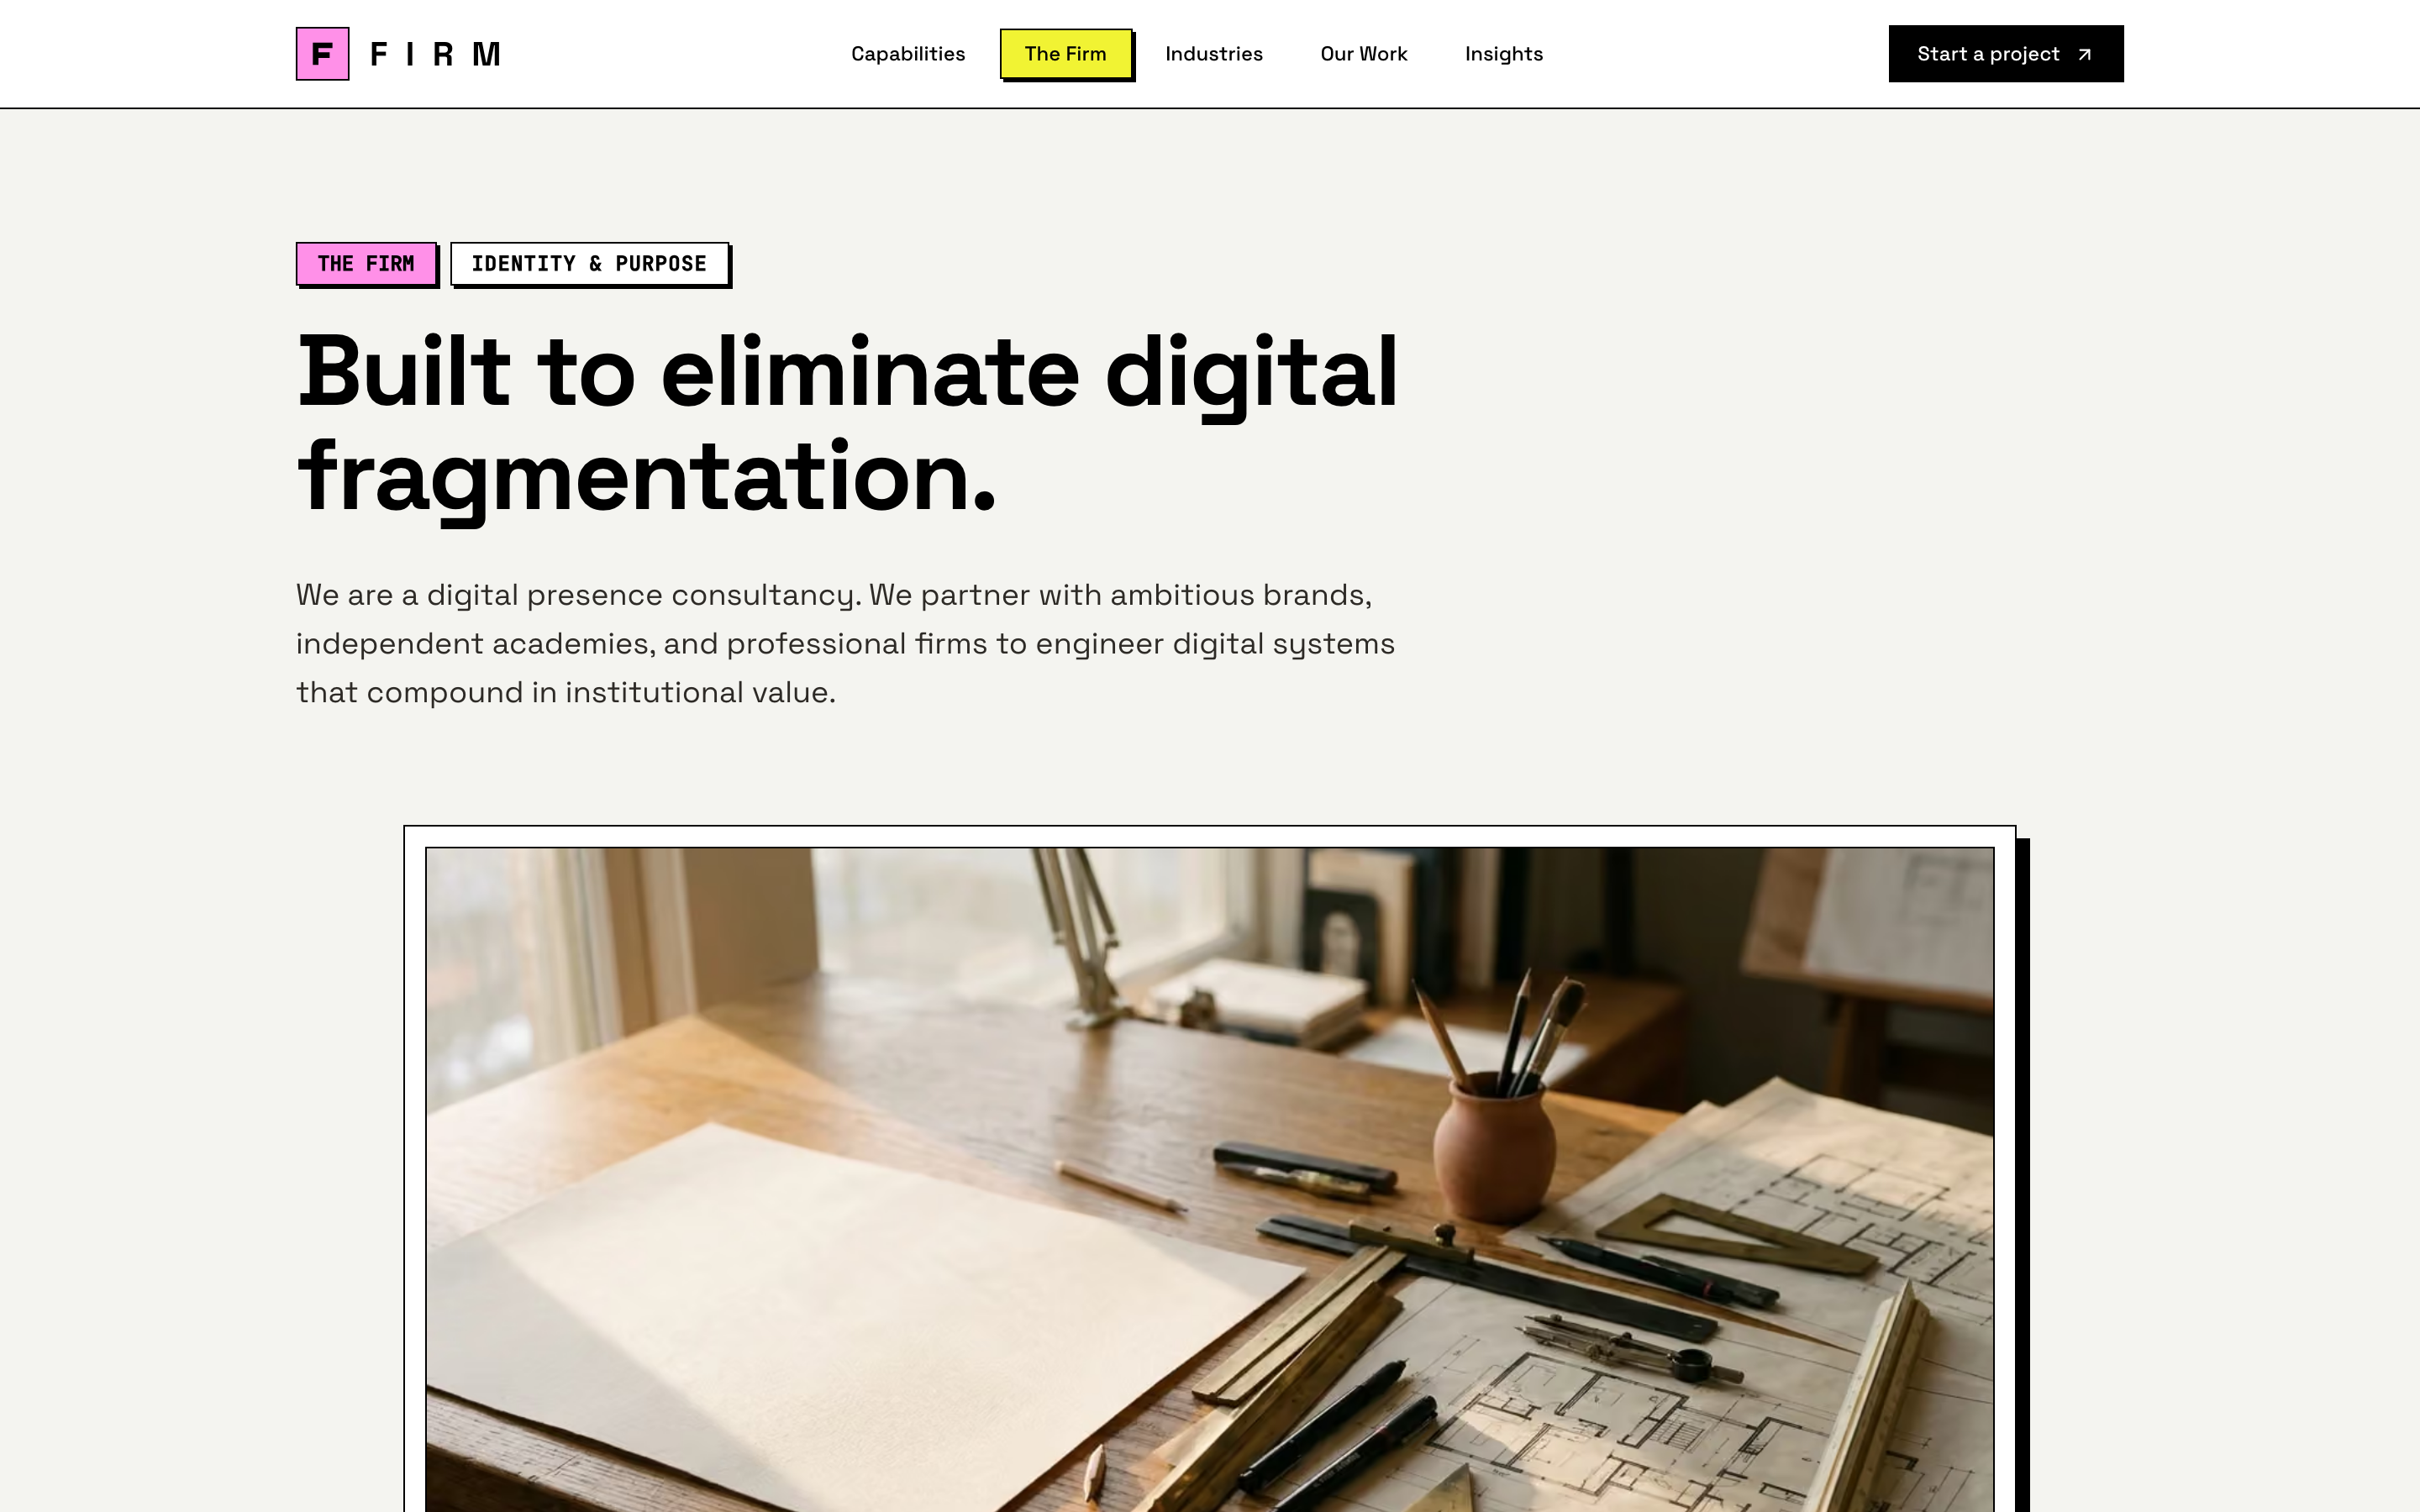 F FIRM
Capabilities
The Firm
Industries
Our Work
Insights
Start a project
THE FIRM
IDENTITY & PURPOSE
Built to eliminate digital
fragmentation.
We are a digital presence consultancy. We partner with ambitious brands,
independent academies, and professional firms to engineer digital systems
that compound in institutional value.